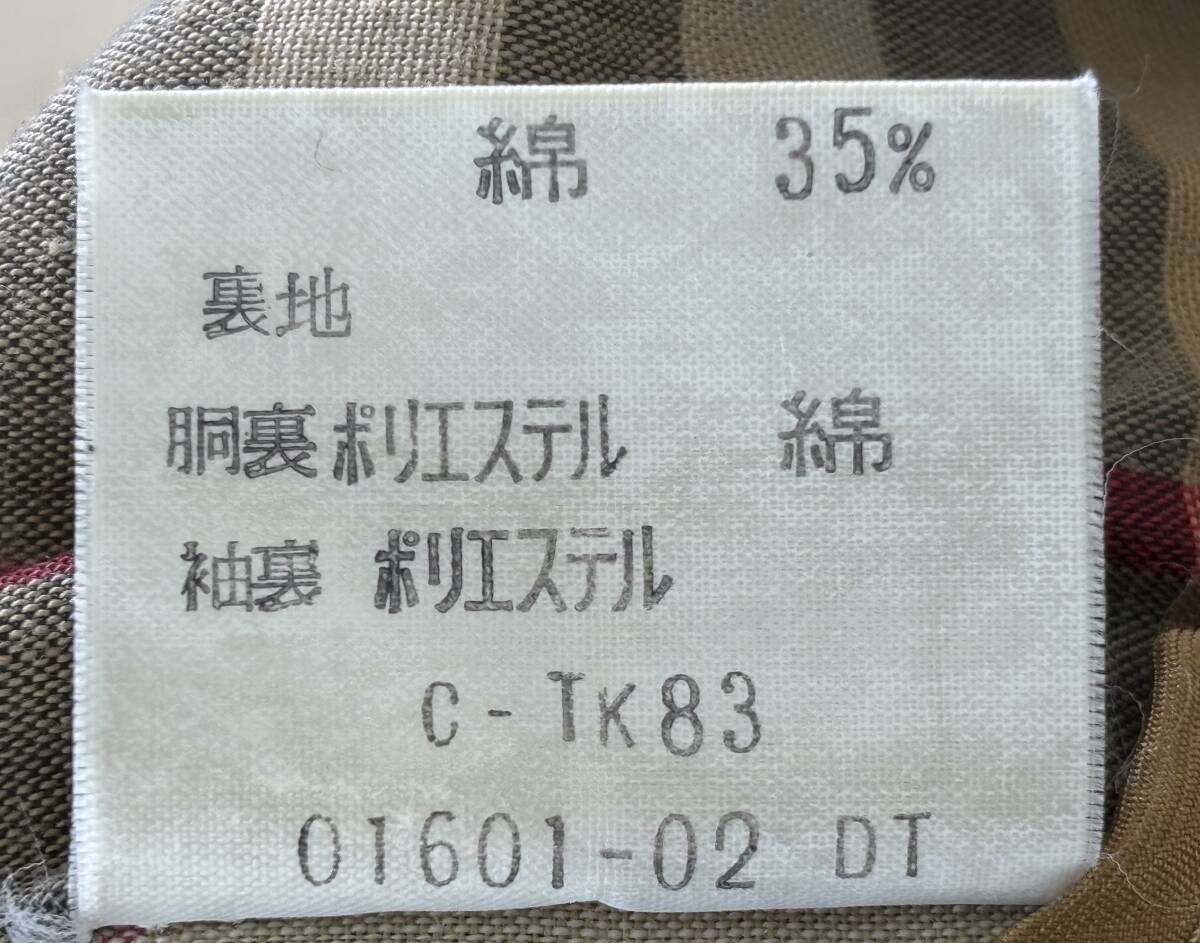 綿 35%
裏地
胴裏 ポリエステル 綿
袖裏 ポリエステル
C-TK83
01601-02 DT